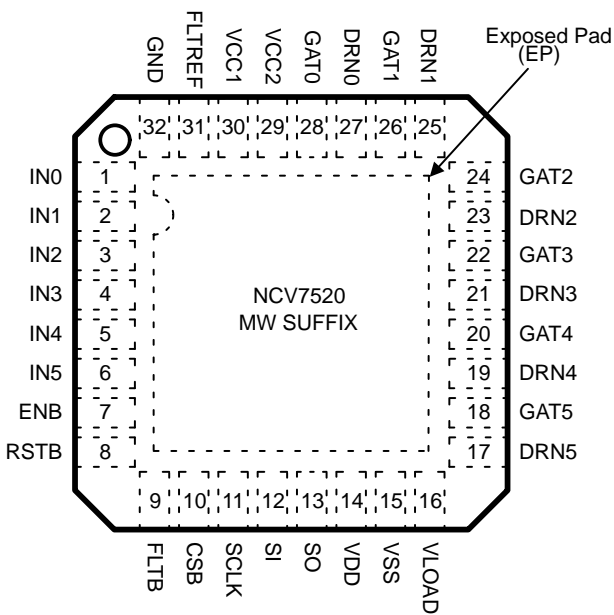 GND
FLTREF
VCC1
VCC2
GAT0
DRN0
GAT1
DRN1
Exposed Pad
(EP)
32 31 30 29 28 27 26 25
IN0 1 24 GAT2
IN1 2 23 DRN2
IN2 3 22 GAT3
IN3 4 21 DRN3
IN4 5 20 GAT4
IN5 6 19 DRN4
ENB 7 18 GAT5
RSTB 8 17 DRN5
NCV7520
MW SUFFIX
9 10 11 12 13 14 15 16
FLTB
CSB
SCLK
SI
SO
VDD
VSS
VLOAD